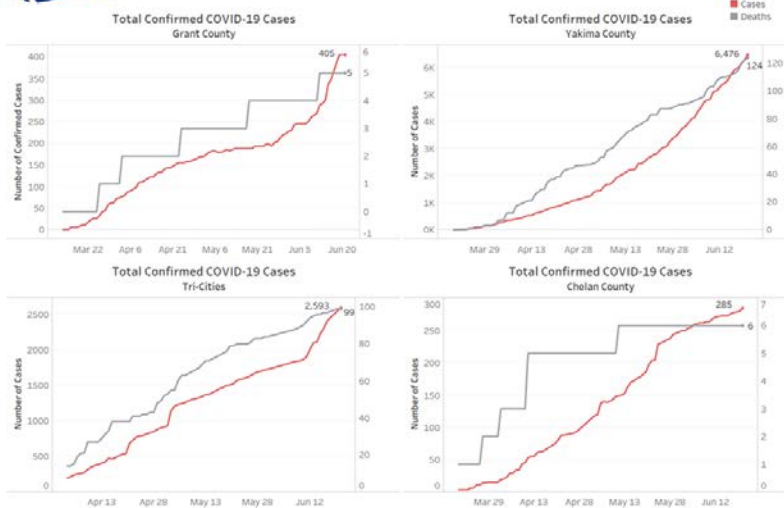 Cases
Deaths
Total Confirmed COVID-19 Cases
Grant County
Number of Confirmed Cases
400
350
300
250
200
150
100
50
0
405
5
6
5
4
3
2
1
0
-1
Mar 22 Apr 6 Apr 21 May 6 May 21 Jun 5 Jun 20
Total Confirmed COVID-19 Cases
Yakima County
Number of Cases
6K
5K
4K
3K
2K
1K
0K
6,476
124
120
100
80
60
40
20
0
Mar 29 Apr 13 Apr 28 May 13 May 28 Jun 12
Total Confirmed COVID-19 Cases
Tri-Cities
Number of Cases
2500
2000
1500
1000
500
0
2,593
99
100
80
60
40
20
0
Apr 13 Apr 28 May 13 May 28 Jun 12
Total Confirmed COVID-19 Cases
Chelan County
Number of Cases
300
250
200
150
100
50
0
285
6
7
6
5
4
3
2
1
0
Mar 29 Apr 13 Apr 28 May 13 May 28 Jun 12